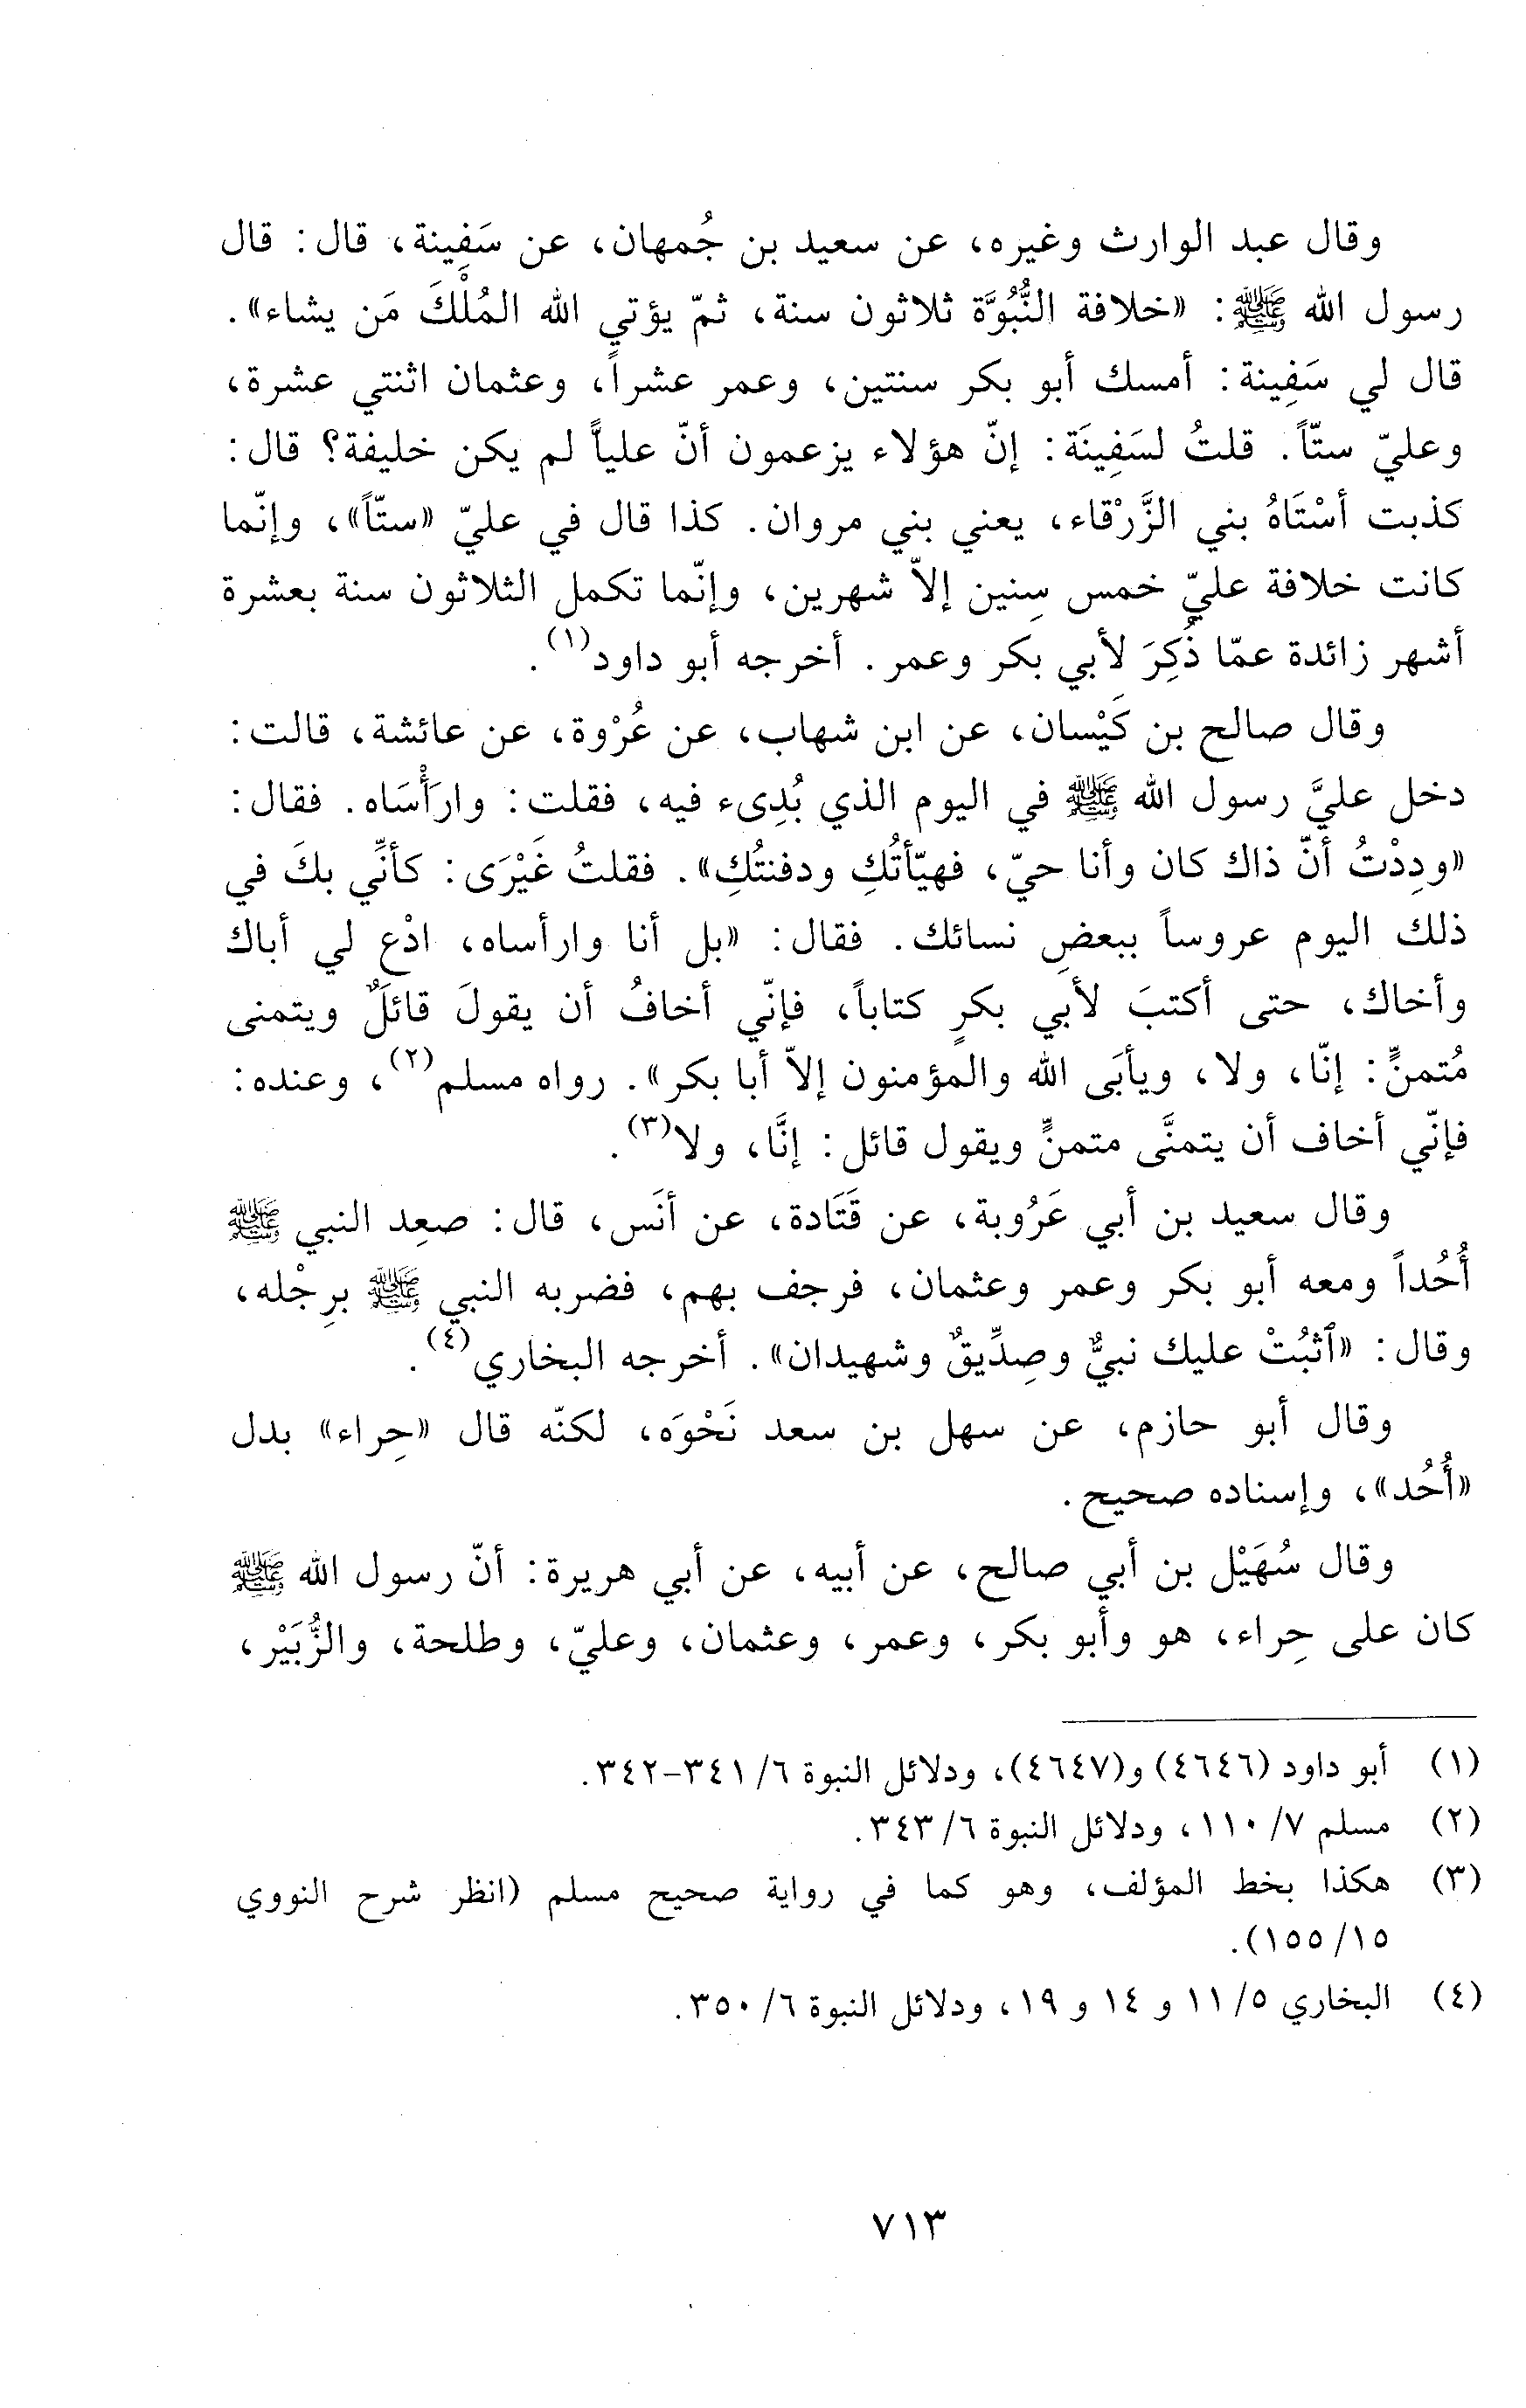 وقال عبد الوارث وغيره، عن سعيد بن جُمهان، عن سَفِينة، قال: قال
رسول الله ﷺ: «خلافة النُّبُوَّة ثلاثون سنة، ثمّ يؤتي الله المُلْكَ مَن يشاء».
قال لي سَفِينة: أمسك أبو بكر سنتين، وعمر عشراً، وعثمان اثنتي عشرة،
وعليّ ستّاً. قلتُ لسَفِينَة: إنّ هؤلاء يزعمون أنّ علياًّ لم يكن خليفة؟ قال:
كذبت أسْتَاهُ بني الزَّرْقاء، يعني بني مروان. كذا قال في عليّ «ستّاً»، وإنّما
كانت خلافة عليّ خمس سِنين إلاّ شهرين، وإنّما تكمل الثلاثون سنة بعشرة
أشهر زائدة عمّا ذُكِرَ لأبي بكر وعمر. أخرجه أبو داود(١).
وقال صالح بن كَيْسان، عن ابن شهاب، عن عُرْوة، عن عائشة، قالت:
دخل عليَّ رسول الله ﷺ في اليوم الذي بُدِىء فيه، فقلت: وارَأْسَاه. فقال:
«ودِدْتُ أنّ ذاك كان وأنا حيّ، فهيّأتُكِ ودفنتُكِ». فقلتُ غَيْرَى: كأنِّي بكَ في
ذلك اليوم عروساً ببعضِ نسائك. فقال: «بل أنا وارأساه، ادْع لي أباك
وأخاك، حتى أكتبَ لأبي بكرٍ كتاباً، فإنّي أخافُ أن يقولَ قائلٌ ويتمنى
مُتمنٍّ: إنّا، ولا، ويأبَى الله والمؤمنون إلاّ أبا بكر». رواه مسلم(٢)، وعنده:
فإنّي أخاف أن يتمنَّى متمنٍّ ويقول قائل: إنَّا، ولا(٣).
وقال سعيد بن أبي عَرُوبة، عن قَتَادة، عن أنَس، قال: صعِد النبي ﷺ
أُحُداً ومعه أبو بكر وعمر وعثمان، فرجف بهم، فضربه النبي ﷺ برِجْله،
وقال: «ٱثبُتْ عليك نبيٌّ وصِدِّيقٌ وشهيدان». أخرجه البخاري(٤).
وقال أبو حازم، عن سهل بن سعد نَحْوَه، لكنّه قال «حِراء» بدل
«أُحُد»، وإسناده صحيح.
وقال سُهَيْل بن أبي صالح، عن أبيه، عن أبي هريرة: أنّ رسول الله ﷺ
كان على حِراء، هو وأبو بكر، وعمر، وعثمان، وعليّ، وطلحة، والزُّبَيْر،
(١) أبو داود (٤٦٤٦) و(٤٦٤٧)، ودلائل النبوة ٦/ ٣٤١-٣٤٢.
(٢) مسلم ٧/ ١١٠، ودلائل النبوة ٦/ ٣٤٣.
(٣) هكذا بخط المؤلف، وهو كما في رواية صحيح مسلم (انظر شرح النووي
١٥/ ١٥٥).
(٤) البخاري ٥/ ١١ و ١٤ و ١٩، ودلائل النبوة ٦/ ٣٥٠.
٧١٣